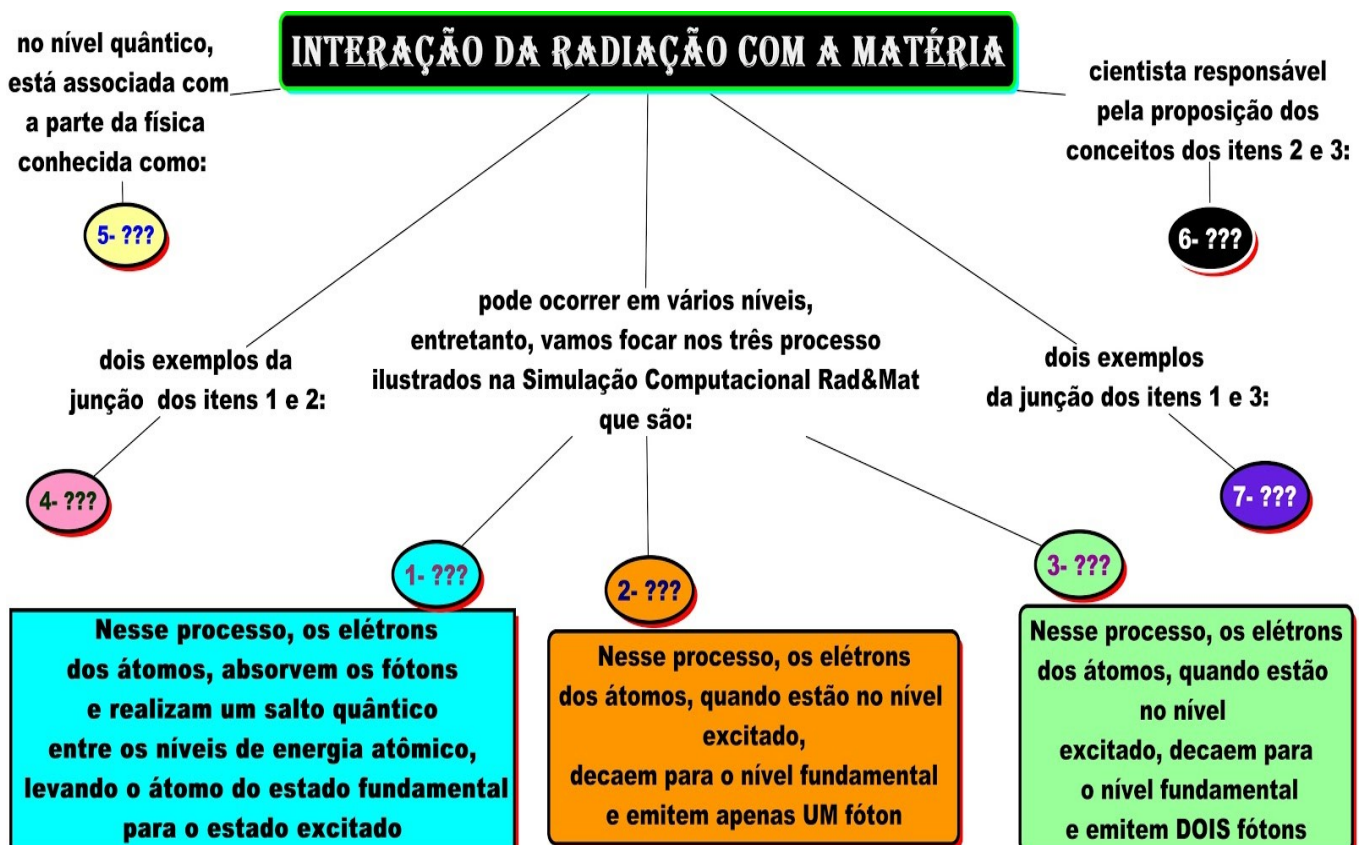 INTERAÇÃO DA RADIAÇÃO COM A MATÉRIA
no nível quântico,
está associada com
a parte da física
conhecida como:
5- ???
cientista responsável
pela proposição dos
conceitos dos itens 2 e 3:
6- ???
dois exemplos da
junção dos itens 1 e 2:
4- ???
pode ocorrer em vários níveis,
entretanto, vamos focar nos três processo
ilustrados na Simulação Computacional Rad&Mat
que são:
dois exemplos
da junção dos itens 1 e 3:
7- ???
1- ???
Nesse processo, os elétrons
dos átomos, absorvem os fótons
e realizam um salto quântico
entre os níveis de energia atômico,
levando o átomo do estado fundamental
para o estado excitado
2- ???
Nesse processo, os elétrons
dos átomos, quando estão no nível
excitado,
decaem para o nível fundamental
e emitem apenas UM fóton
3- ???
Nesse processo, os elétrons
dos átomos, quando estão
no nível
excitado, decaem para
o nível fundamental
e emitem DOIS fótons